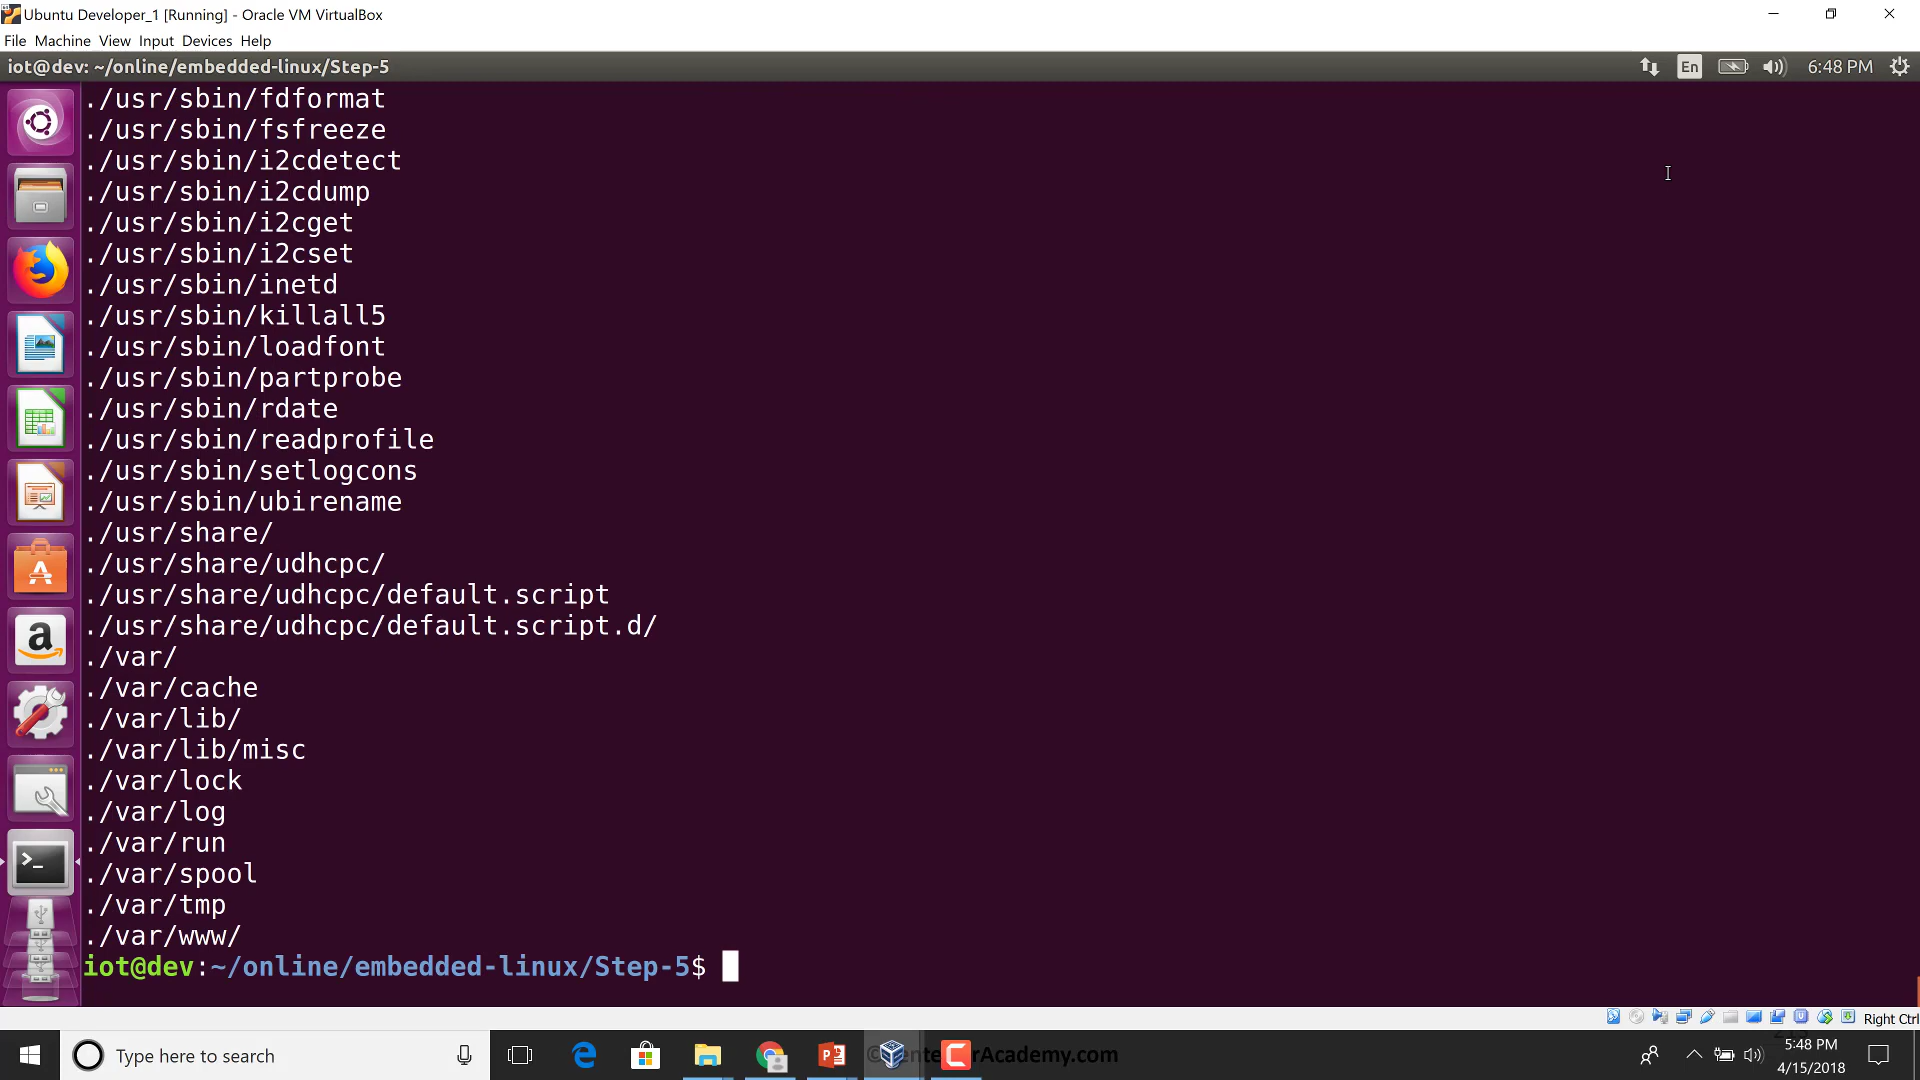 Ubuntu Developer_1 [Running] - Oracle VM VirtualBox
File Machine View Input Devices Help
iot@dev: ~/online/embedded-linux/Step-5
En
6:48 PM
./usr/sbin/fdformat
./usr/sbin/fsfreeze
./usr/sbin/i2cdetect
./usr/sbin/i2cdump
./usr/sbin/i2cget
./usr/sbin/i2cset
./usr/sbin/inetd
./usr/sbin/killall5
./usr/sbin/loadfont
./usr/sbin/partprobe
./usr/sbin/rdate
./usr/sbin/readprofile
./usr/sbin/setlogcons
./usr/sbin/ubirename
./usr/share/
./usr/share/udhcpc/
./usr/share/udhcpc/default.script
./usr/share/udhcpc/default.script.d/
./var/
./var/cache
./var/lib/
./var/lib/misc
./var/lock
./var/log
./var/run
./var/spool
./var/tmp
./var/www/
iot@dev:~/online/embedded-linux/Step-5$
Right Ctrl
Type here to search
Academy.com
5:48 PM
4/15/2018